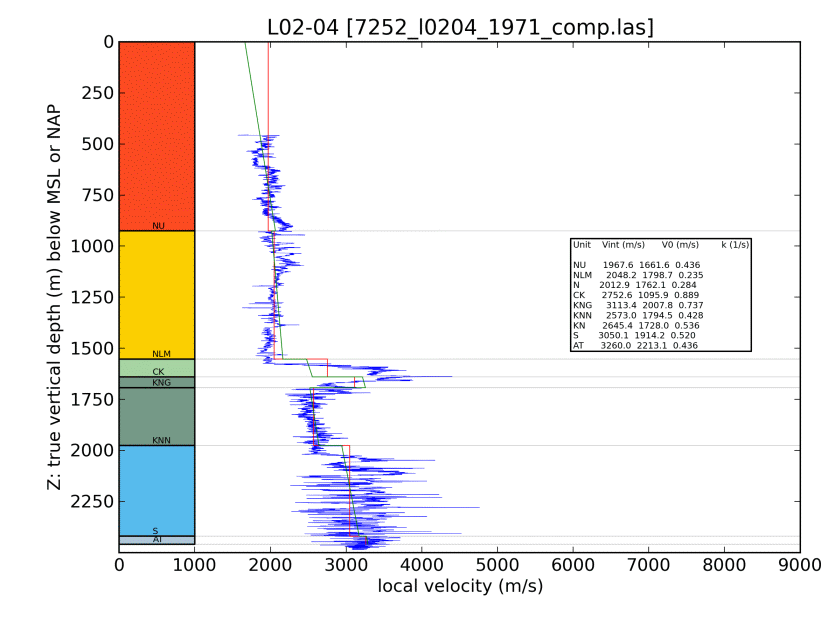 L02-04 [7252_l0204_1971_comp.las]
0
250
500
750
1000
1250
1500
1750
2000
2250
Z: true vertical depth (m) below MSL or NAP
NU
NLM
CK
KNG
KNN
S
AT
Unit Vint (m/s) V0 (m/s) k (1/s)
NU 1967.6 1661.6 0.436
NLM 2048.2 1798.7 0.235
N 2012.9 1762.1 0.284
CK 2752.6 1095.9 0.889
KNG 3113.4 2007.8 0.737
KNN 2573.0 1794.5 0.428
KN 2645.4 1728.0 0.536
S 3050.1 1914.2 0.520
AT 3260.0 2213.1 0.436
0 1000 2000 3000 4000 5000 6000 7000 8000 9000
local velocity (m/s)